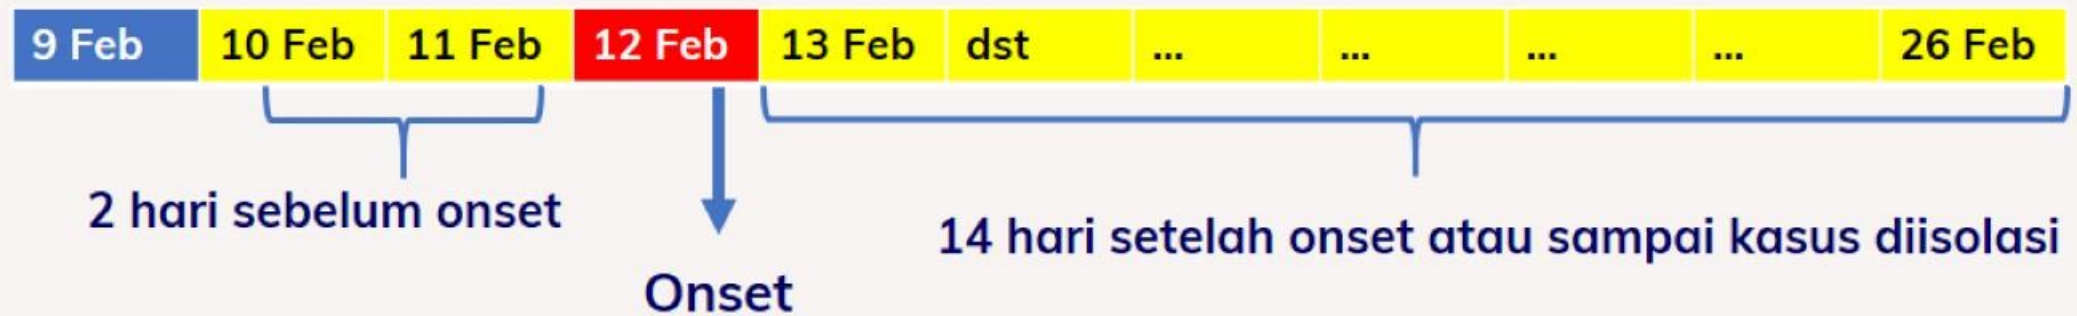 9 Feb 10 Feb 11 Feb 12 Feb 13 Feb dst ... ... ... ... 26 Feb
2 hari sebelum onset
14 hari setelah onset atau sampai kasus diisolasi
Onset